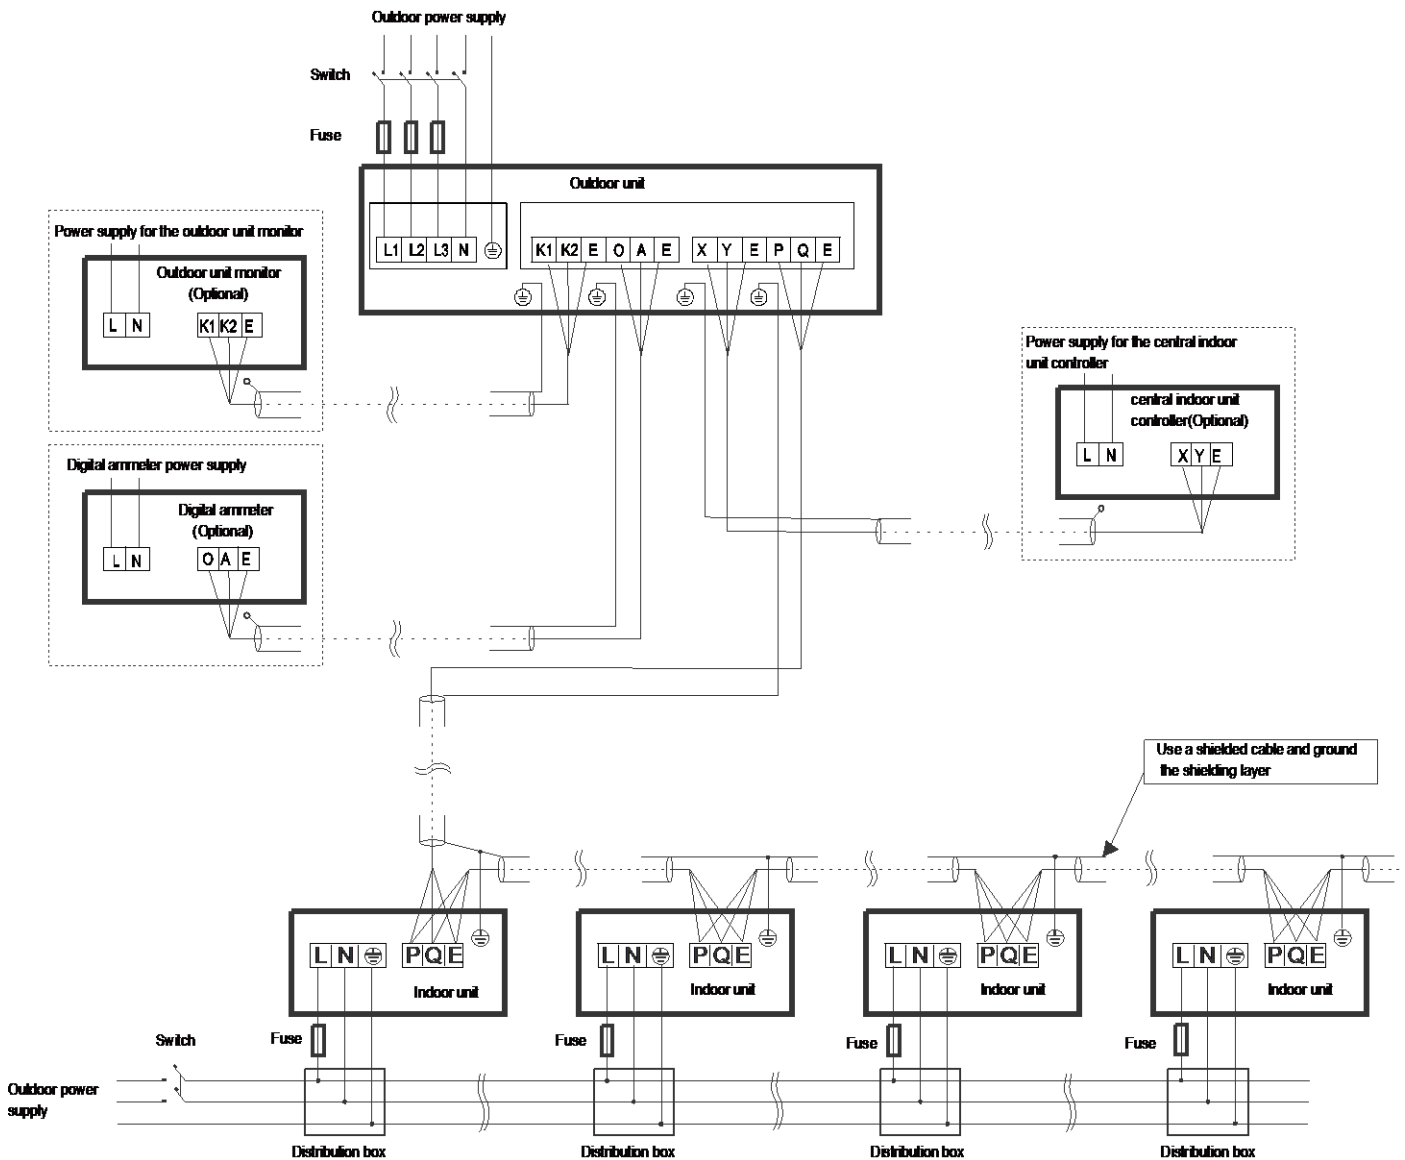 Outdoor power supply
Switch
Fuse
Outdoor unit
L1 L2 L3 N
K1 K2 E O A E
X Y E P Q E
Power supply for the outdoor unit monitor
Outdoor unit monitor
(Optional)
L N
K1 K2 E
Power supply for the central indoor
unit controller
central indoor unit
controller(Optional)
L N
X Y E
Digital ammeter power supply
Digital ammeter
(Optional)
L N
O A E
Use a shielded cable and ground
the shielding layer
L N
P Q E
Indoor unit
L N
P Q E
Indoor unit
L N
P Q E
Indoor unit
L N
P Q E
Indoor unit
Switch
Fuse
Fuse
Fuse
Fuse
Outdoor power
supply
Distribution box
Distribution box
Distribution box
Distribution box